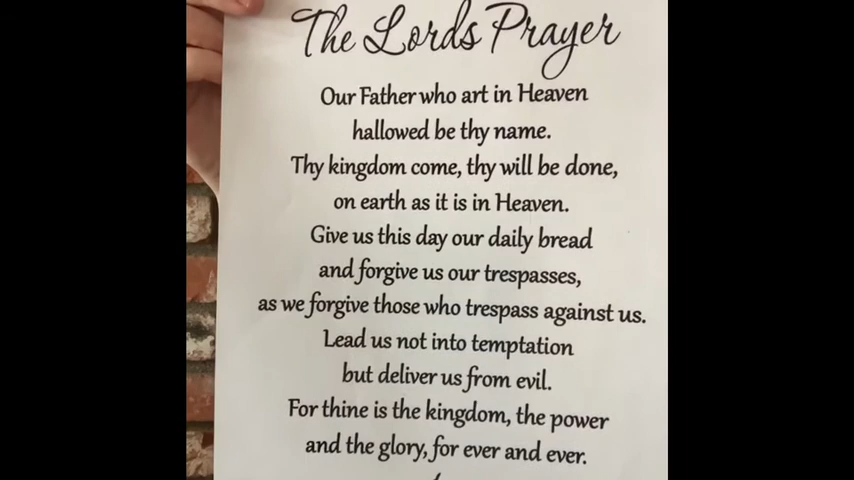 The Lords Prayer
Our Father who art in Heaven
hallowed be thy name.
Thy kingdom come, thy will be done,
on earth as it is in Heaven.
Give us this day our daily bread
and forgive us our trespasses,
as we forgive those who trespass against us.
Lead us not into temptation
but deliver us from evil.
For thine is the kingdom, the power
and the glory, for ever and ever.